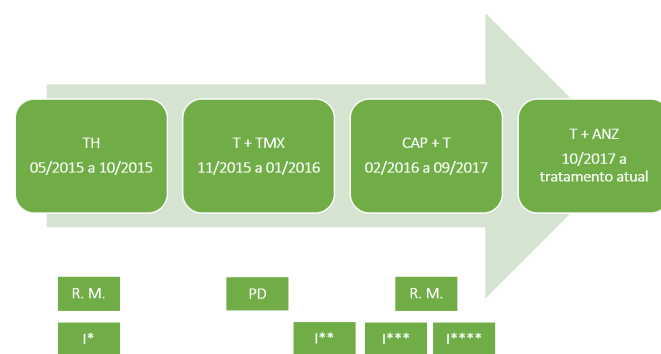 TH
05/2015 a 10/2015
T + TMX
11/2015 a 01/2016
CAP + T
02/2016 a 09/2017
T + ANZ
10/2017 a
tratamento atual
R. M.
PD
R. M.
I*
I**
I***
I****